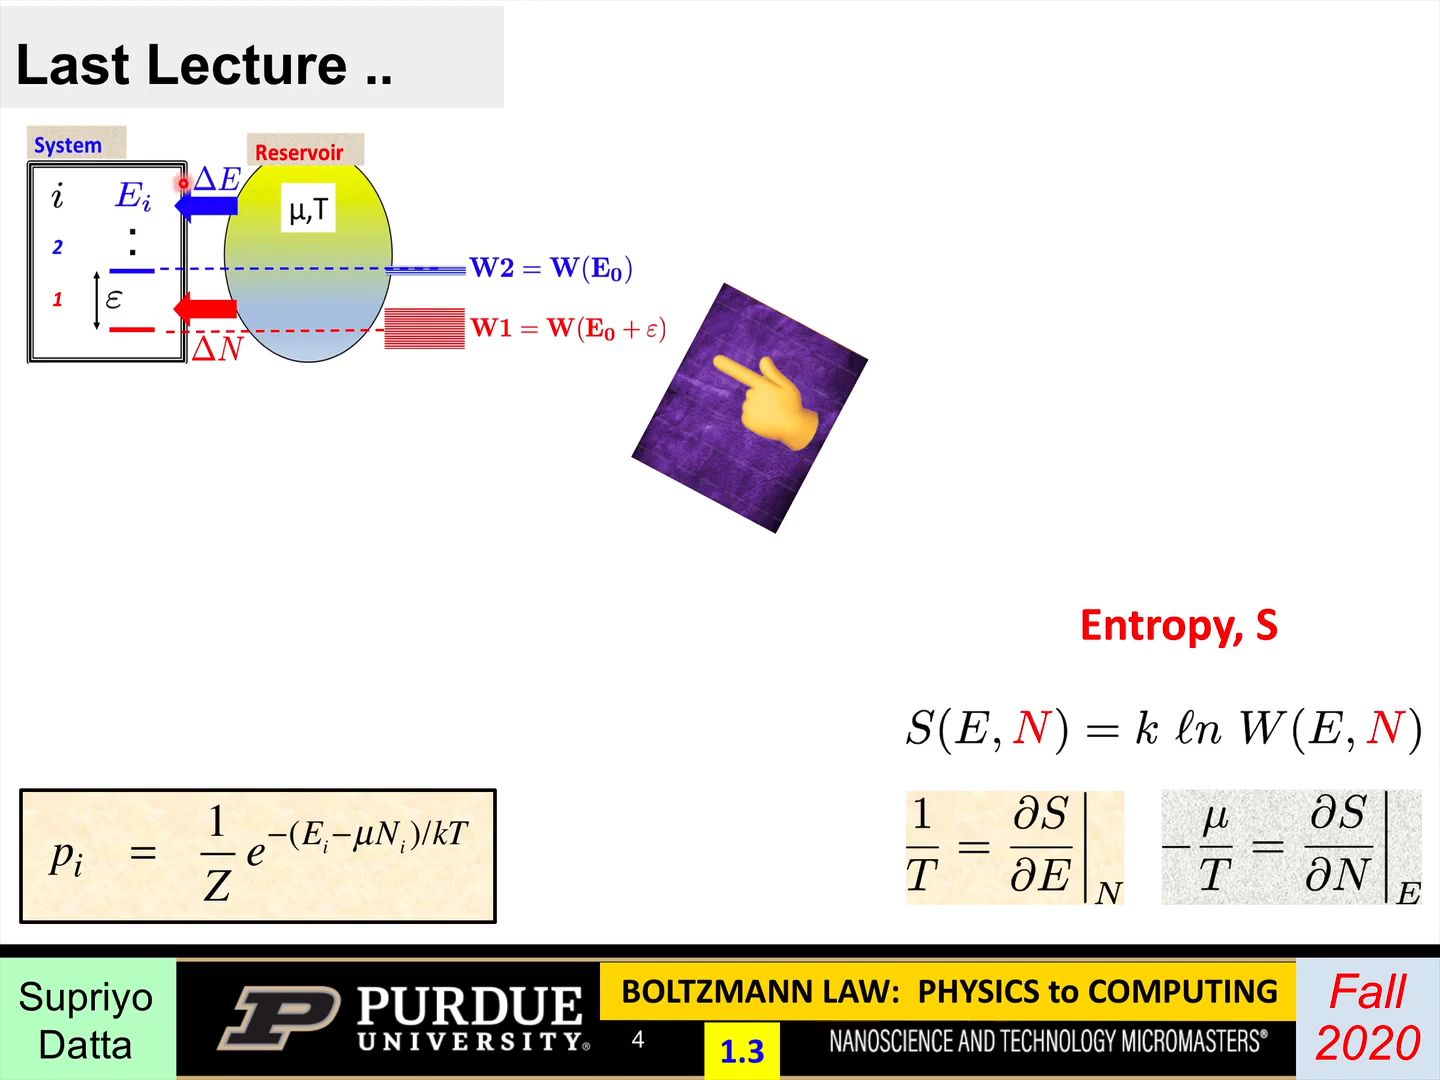 Last Lecture ..
System
Reservoir
i E_i
ΔE
μ,T
2
:
W2 = W(E_0)
1
ε
W1 = W(E_0 + ε)
ΔN
Entropy, S
S(E, N) = k ℓn W(E, N)
p_i = 1/Z e^{-(E_i-μN_i)/kT}
1/T = ∂S/∂E|_N
-μ/T = ∂S/∂N|_E
Supriyo
Datta
PURDUE
UNIVERSITY®
4
BOLTZMANN LAW: PHYSICS to COMPUTING
1.3
NANOSCIENCE AND TECHNOLOGY MICROMASTERS®
Fall
2020